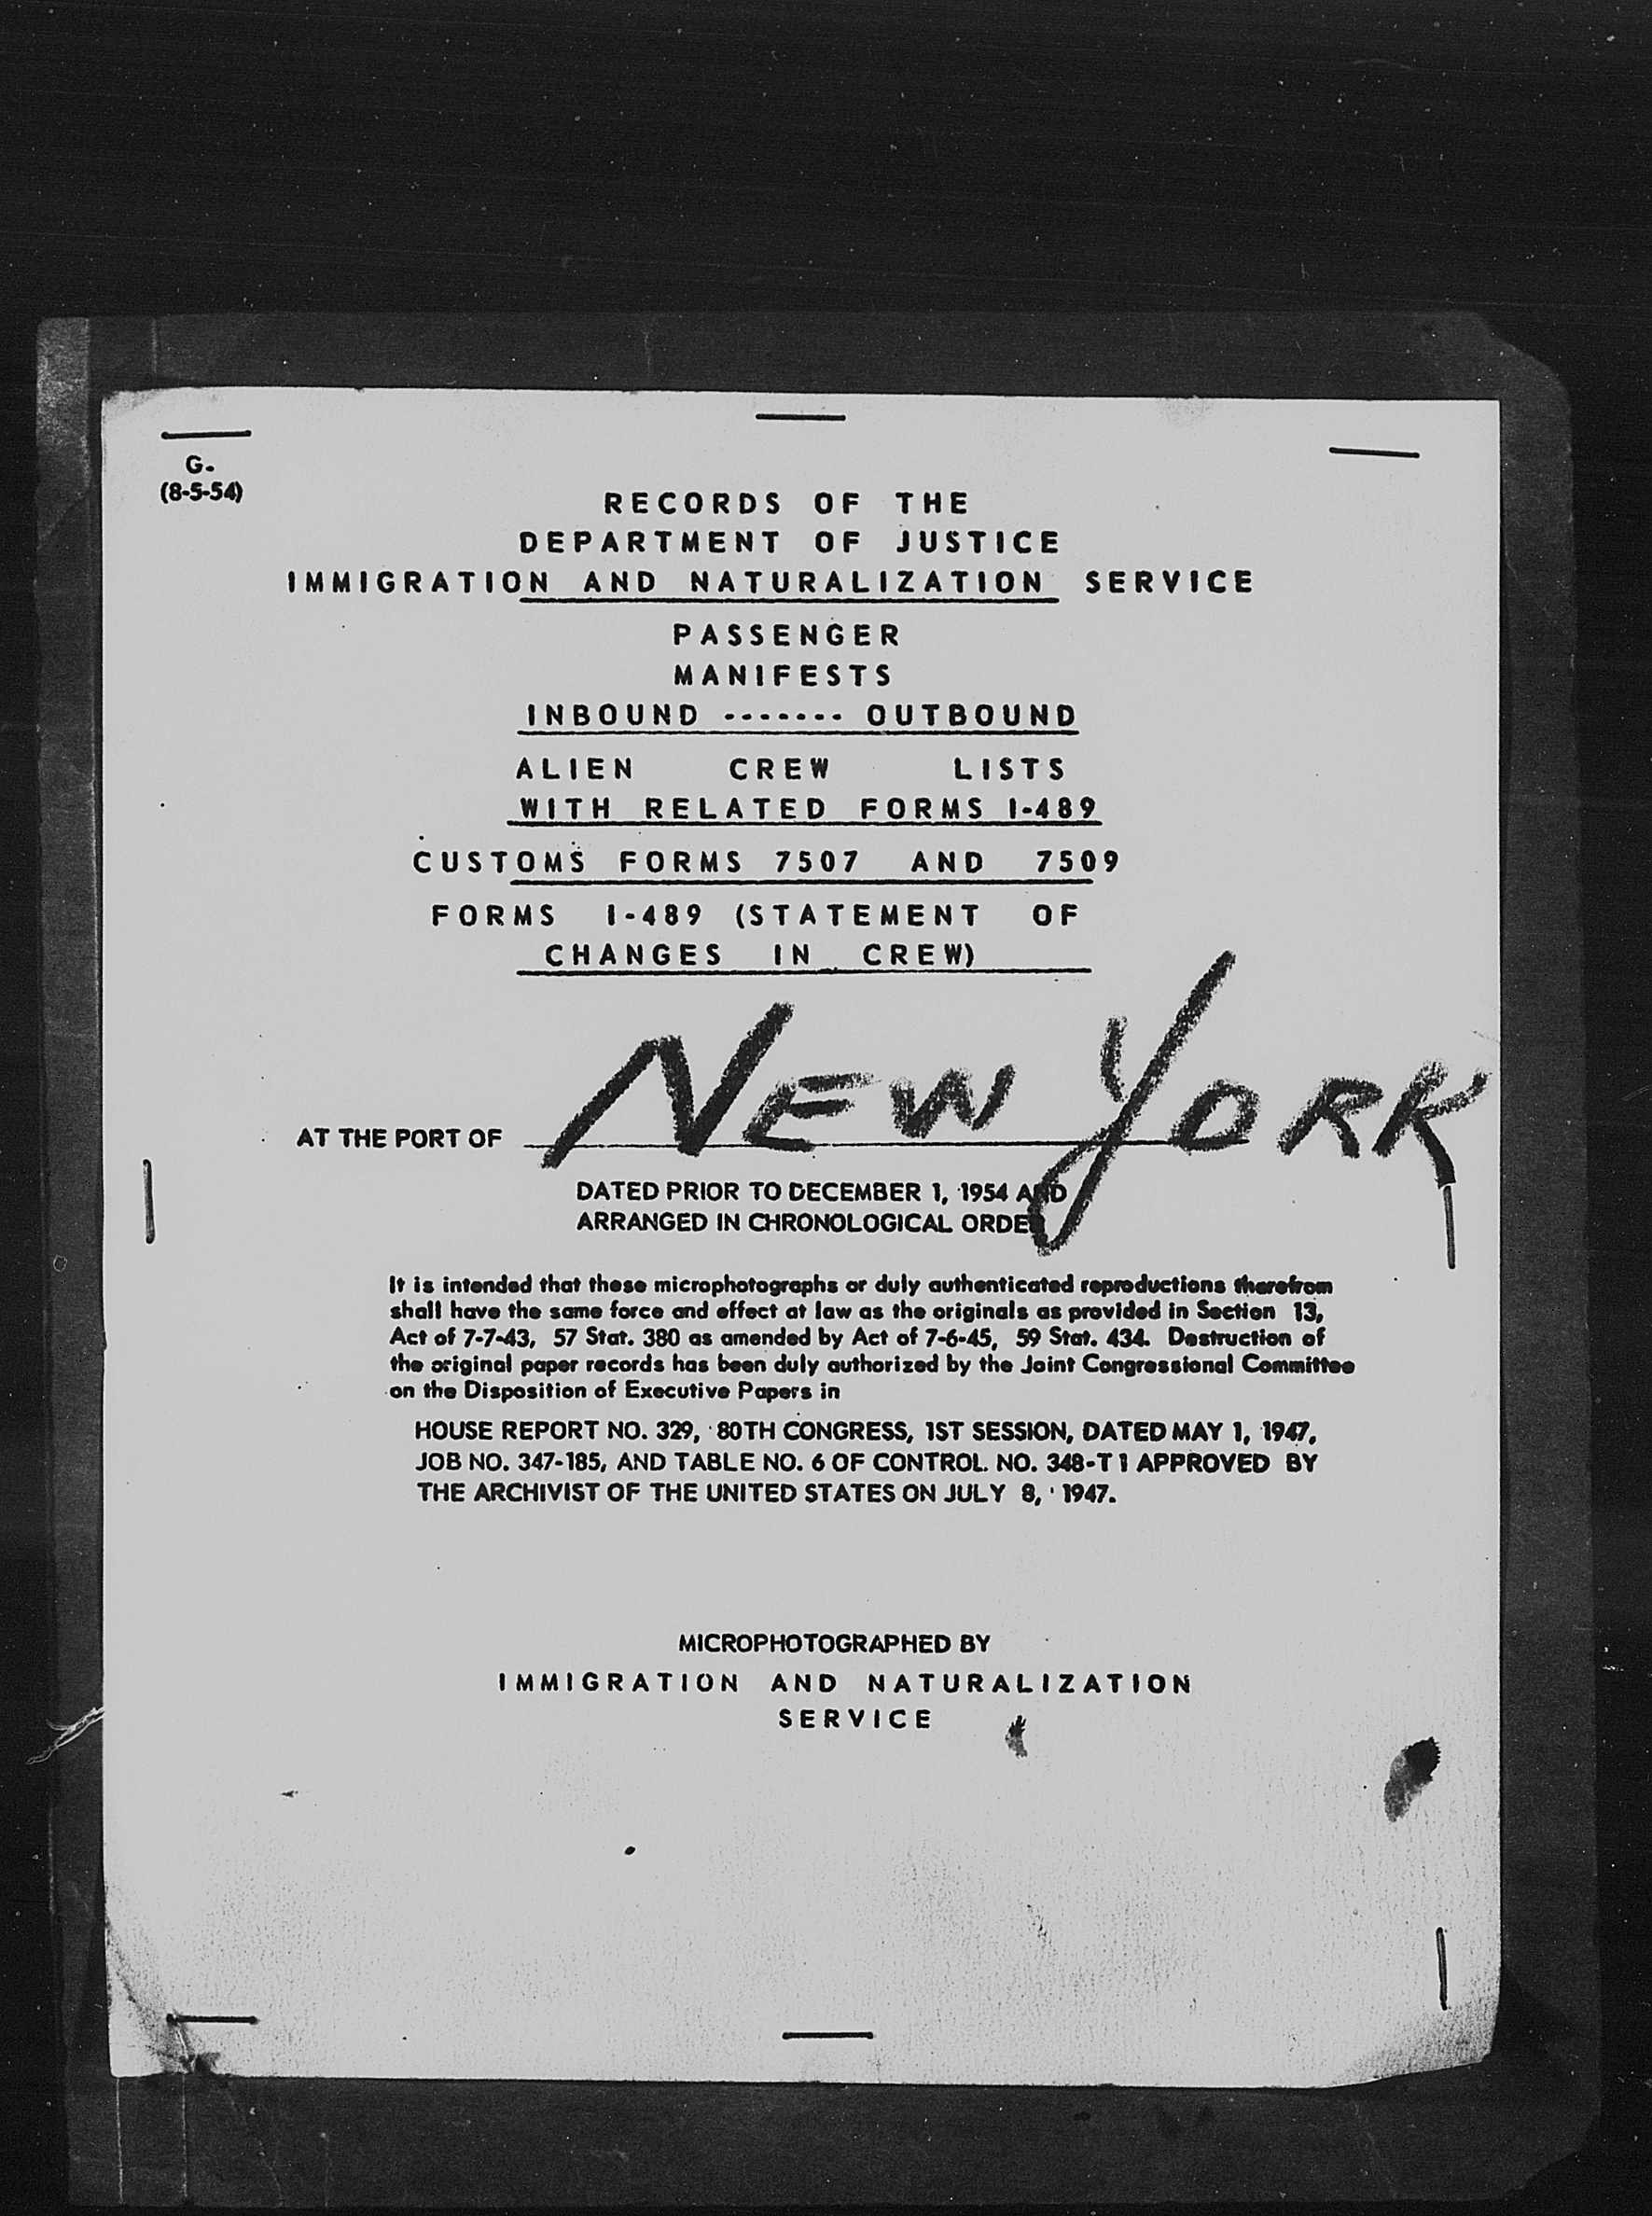 G-
(8-5-54)
RECORDS OF THE
DEPARTMENT OF JUSTICE
IMMIGRATION AND NATURALIZATION SERVICE
PASSENGER
MANIFESTS
INBOUND ------- OUTBOUND
ALIEN CREW LISTS
WITH RELATED FORMS I-489
CUSTOMS FORMS 7507 AND 7509
FORMS I-489 (STATEMENT OF
CHANGES IN CREW)
AT THE PORT OF NEW YORK
DATED PRIOR TO DECEMBER 1, 1954 AND
ARRANGED IN CHRONOLOGICAL ORDER
It is intended that these microphotographs or duly authenticated reproductions therefrom
shall have the same force and effect at law as the originals as provided in Section 13,
Act of 7-7-43, 57 Stat. 380 as amended by Act of 7-6-45, 59 Stat. 434. Destruction of
the original paper records has been duly authorized by the Joint Congressional Committee
on the Disposition of Executive Papers in
HOUSE REPORT NO. 329, 80TH CONGRESS, 1ST SESSION, DATED MAY 1, 1947,
JOB NO. 347-185, AND TABLE NO. 6 OF CONTROL NO. 348-T1 APPROVED BY
THE ARCHIVIST OF THE UNITED STATES ON JULY 8, 1947.
MICROPHOTOGRAPHED BY
IMMIGRATION AND NATURALIZATION
SERVICE